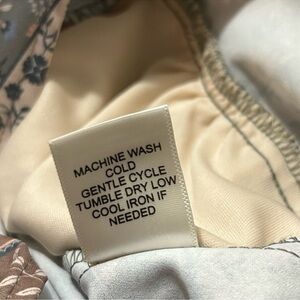 MACHINE WASH
COLD
GENTLE CYCLE
TUMBLE DRY LOW
COOL IRON IF
NEEDED